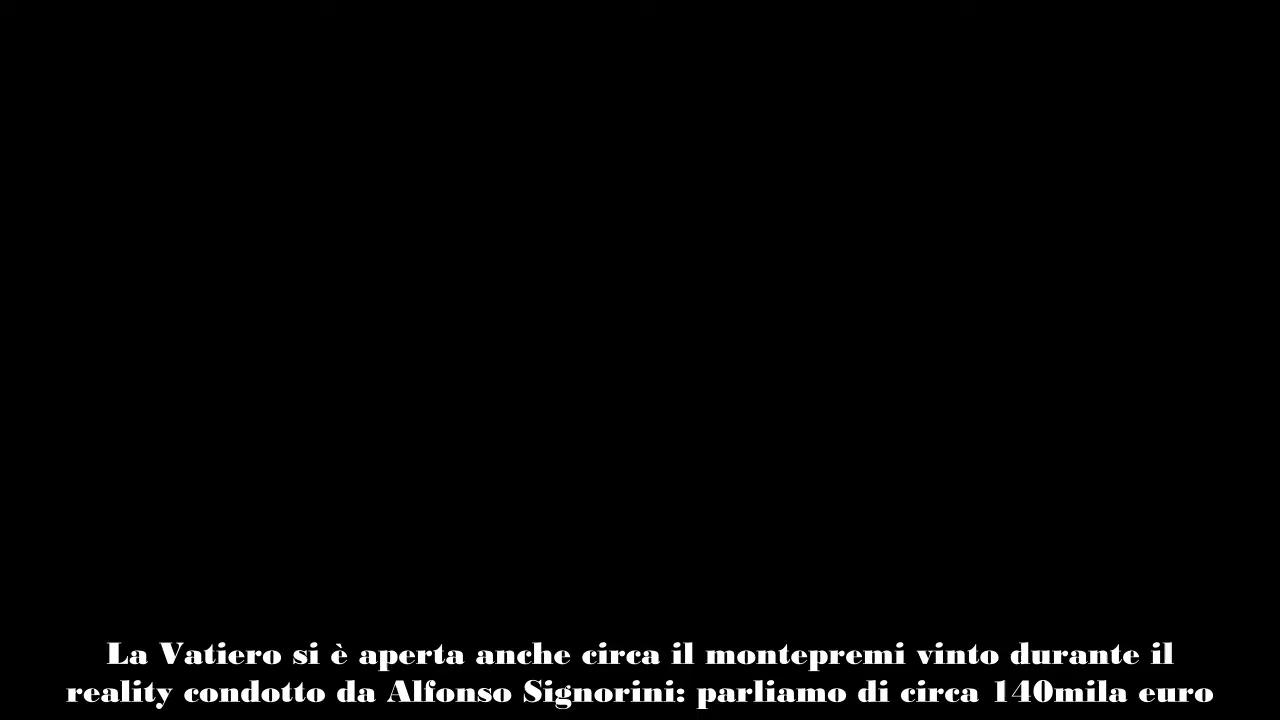 La Vatiero si è aperta anche circa il montepremi vinto durante il
reality condotto da Alfonso Signorini: parliamo di circa 140mila euro